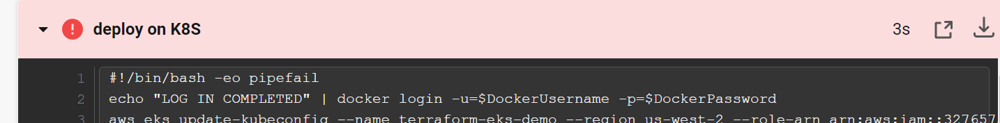 deploy on K8S
3s
1 #!/bin/bash -eo pipefail
2 echo "LOG IN COMPLETED" | docker login -u=$DockerUsername -p=$DockerPassword
3 aws eks update-kubeconfig --name terraform-eks-demo --region us-west-2 --role-arn arn:aws:iam::327657